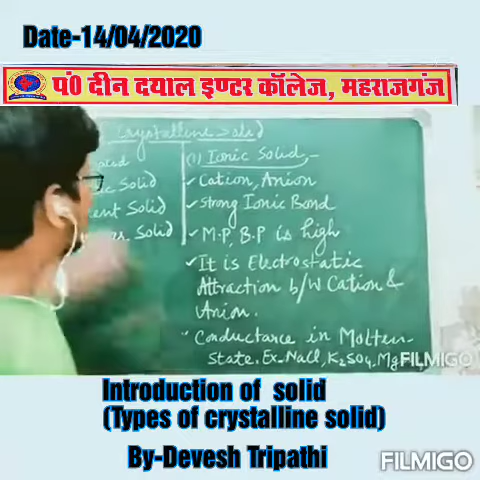 Date-14/04/2020
पं0 दीन दयाल इण्टर कॉलेज, महराजगंज
Crystalline Solid
Solid
(1) Ionic Solid,-
Solid
Cation, Anion
Solid
Strong Ionic Bond
Solid
M.P, B.P is high
It is Electrostatic
Attraction b/w Cation &
Anion.
Conductance in Molten
State. Ex-NaCl, K2SO4, Mg
FILMIGO
Introduction of solid
(Types of crystalline solid)
By-Devesh Tripathi
FILMIGO